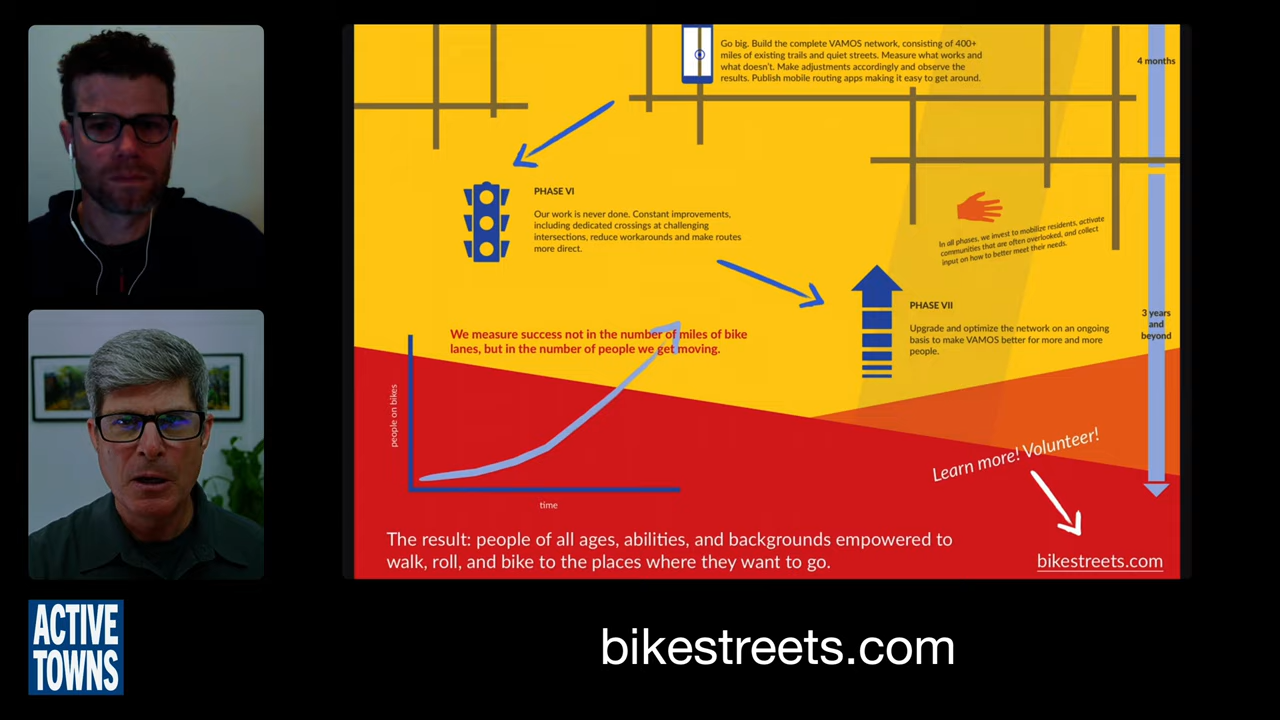 Go big. Build the complete VAMOS network, consisting of 400+
miles of existing trails and quiet streets. Measure what works and
what doesn't. Make adjustments accordingly and observe the
results. Publish mobile routing apps making it easy to get around.
4 months
PHASE VI
Our work is never done. Constant improvements,
including dedicated crossings at challenging
intersections, reduce workarounds and make routes
more direct.
In all phases, we invest to mobilize residents, activate
communities that are often overlooked, and collect
input on how to better meet their needs.
PHASE VII
Upgrade and optimize the network on an ongoing
basis to make VAMOS better for more and more
people.
3 years
and
beyond
We measure success not in the number of miles of bike
lanes, but in the number of people we get moving.
people on bikes
time
Learn more! Volunteer!
The result: people of all ages, abilities, and backgrounds empowered to
walk, roll, and bike to the places where they want to go.
bikestreets.com
ACTIVE
TOWNS
bikestreets.com